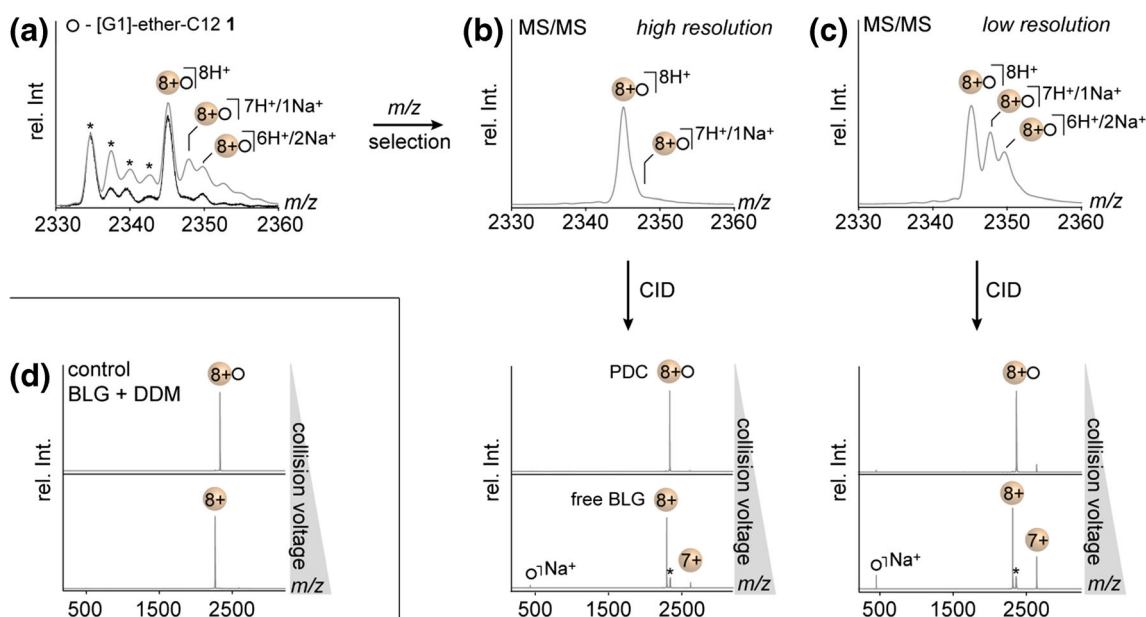 (a)
O - [G1]-ether-C12 1
rel. Int.
* * * *
8+O 8H⁺
8+O 7H⁺/1Na⁺
8+O 6H⁺/2Na⁺
m/z
2330 2340 2350 2360
m/z
selection
(b)
MS/MS high resolution
rel. Int.
8+O 8H⁺
8+O 7H⁺/1Na⁺
m/z
2330 2340 2350 2360
CID
(c)
MS/MS low resolution
rel. Int.
8+O 8H⁺
8+O 7H⁺/1Na⁺
8+O 6H⁺/2Na⁺
m/z
2330 2340 2350 2360
CID
(d)
control
BLG + DDM
rel. Int.
8+O
8+
collision voltage
m/z
500 1500 2500
rel. Int.
PDC 8+O
free BLG 8+
7+
*
O Na⁺
collision voltage
m/z
500 1500 2500
rel. Int.
8+O
8+
7+
*
O Na⁺
collision voltage
m/z
500 1500 2500